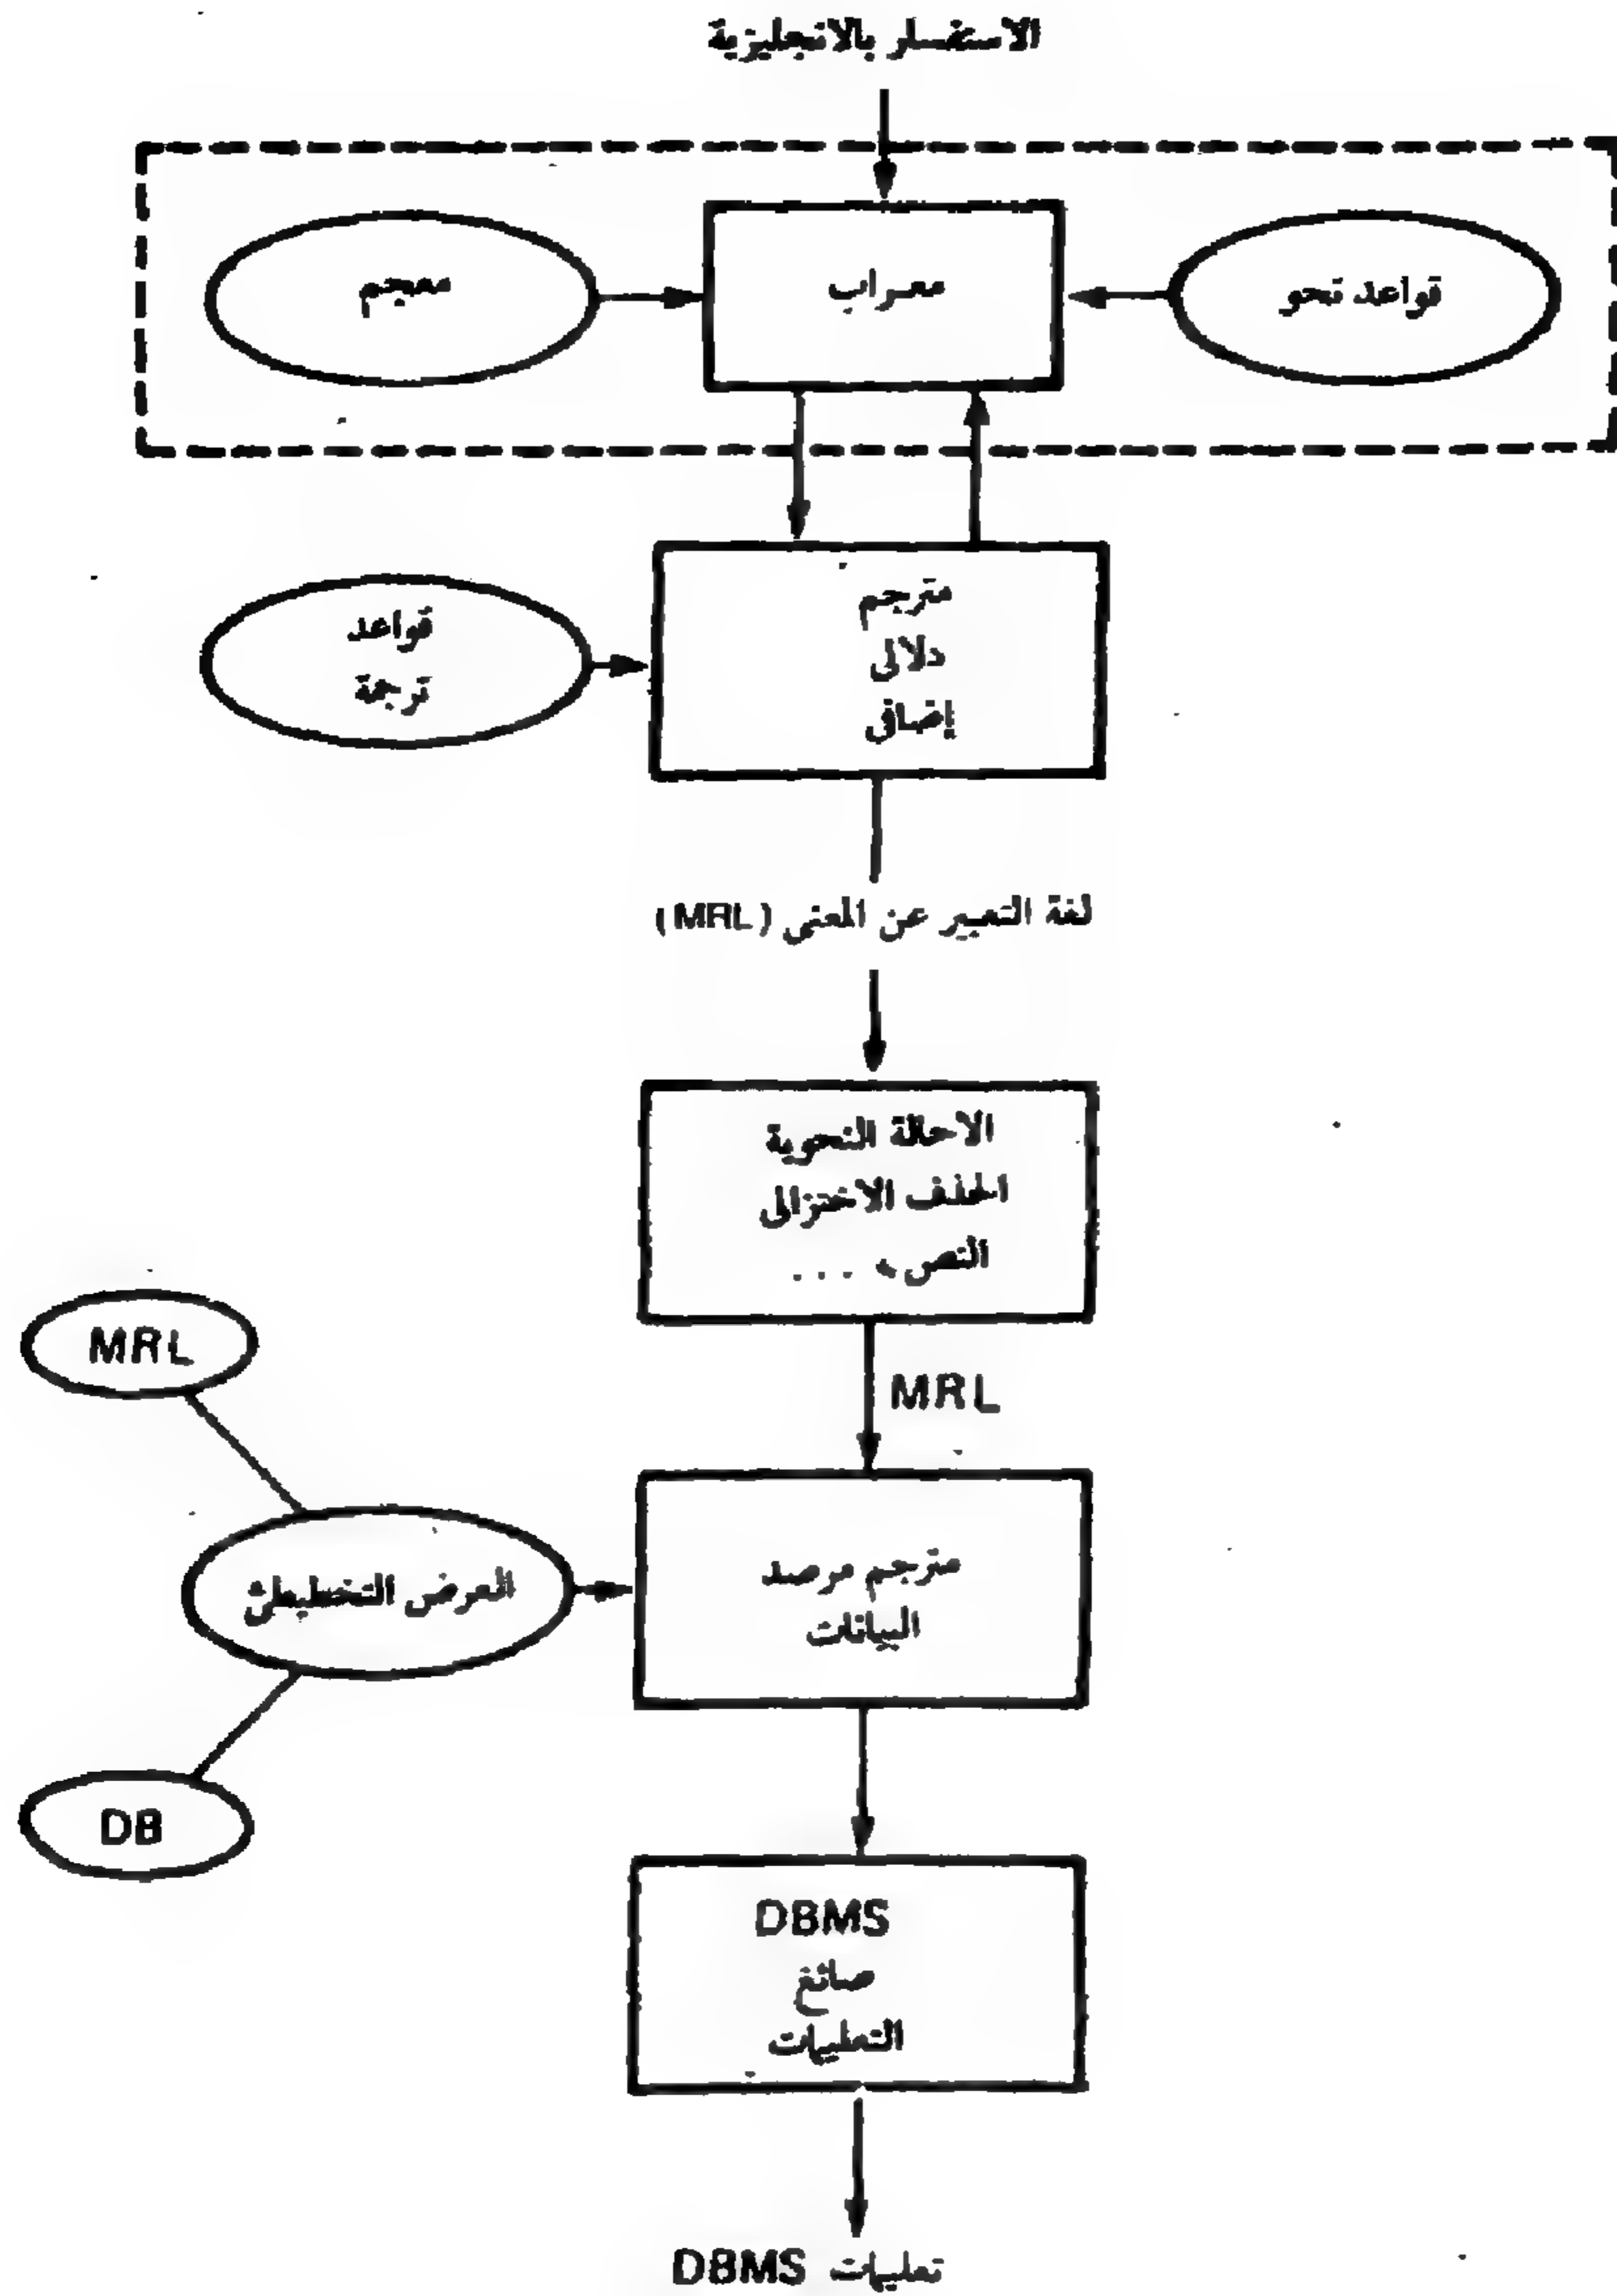 الاستفسار بالانجليزية
معجم
معراب
قواعد نحو
مترجم
دلالى
إضافى
قواعد
ترجمة
لغة التعبير عن المعنى (MRL)
الاحالة النحوية
الحذف الاختزالى
النص ، . . .
MRL
MRL
العرض التخطيطى
مترجم مرصد
البيانات
DB
DBMS
صائغ
التعليمات
تعليمات DBMS